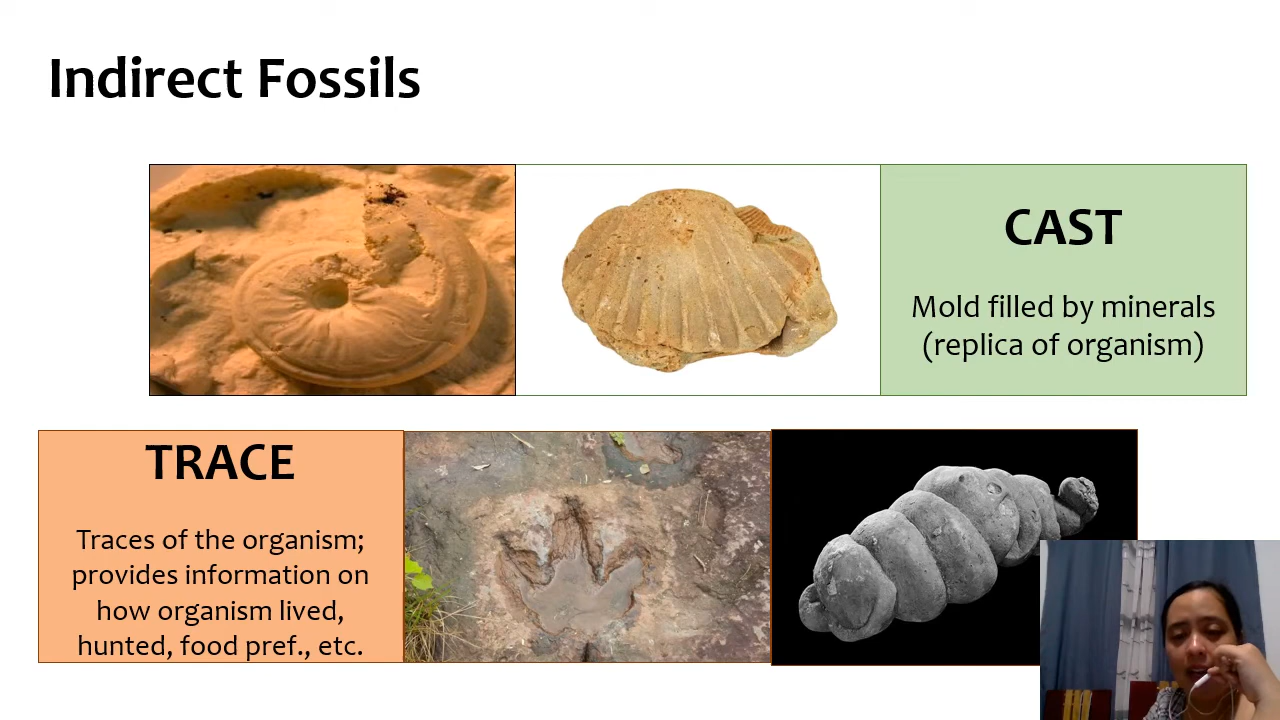 Indirect Fossils
CAST
Mold filled by minerals
(replica of organism)
TRACE
Traces of the organism;
provides information on
how organism lived,
hunted, food pref., etc.